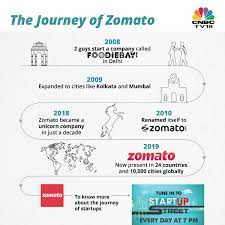 The Journey of Zomato
CNBC
TV18
2008
2 guys start a company called
FOODIEBAY
in Delhi
2009
Expanded to cities like Kolkata and Mumbai
2018
Zomato became a
unicorn company
in just a decade
2010
Renamed itself to
zomato
2019
zomato
Now present in 24 countries
and 10,000 cities globally
zomato
To know more
about the journey
of startups
TUNE IN TO
STARTUP
STREET
EVERY DAY AT 7 PM